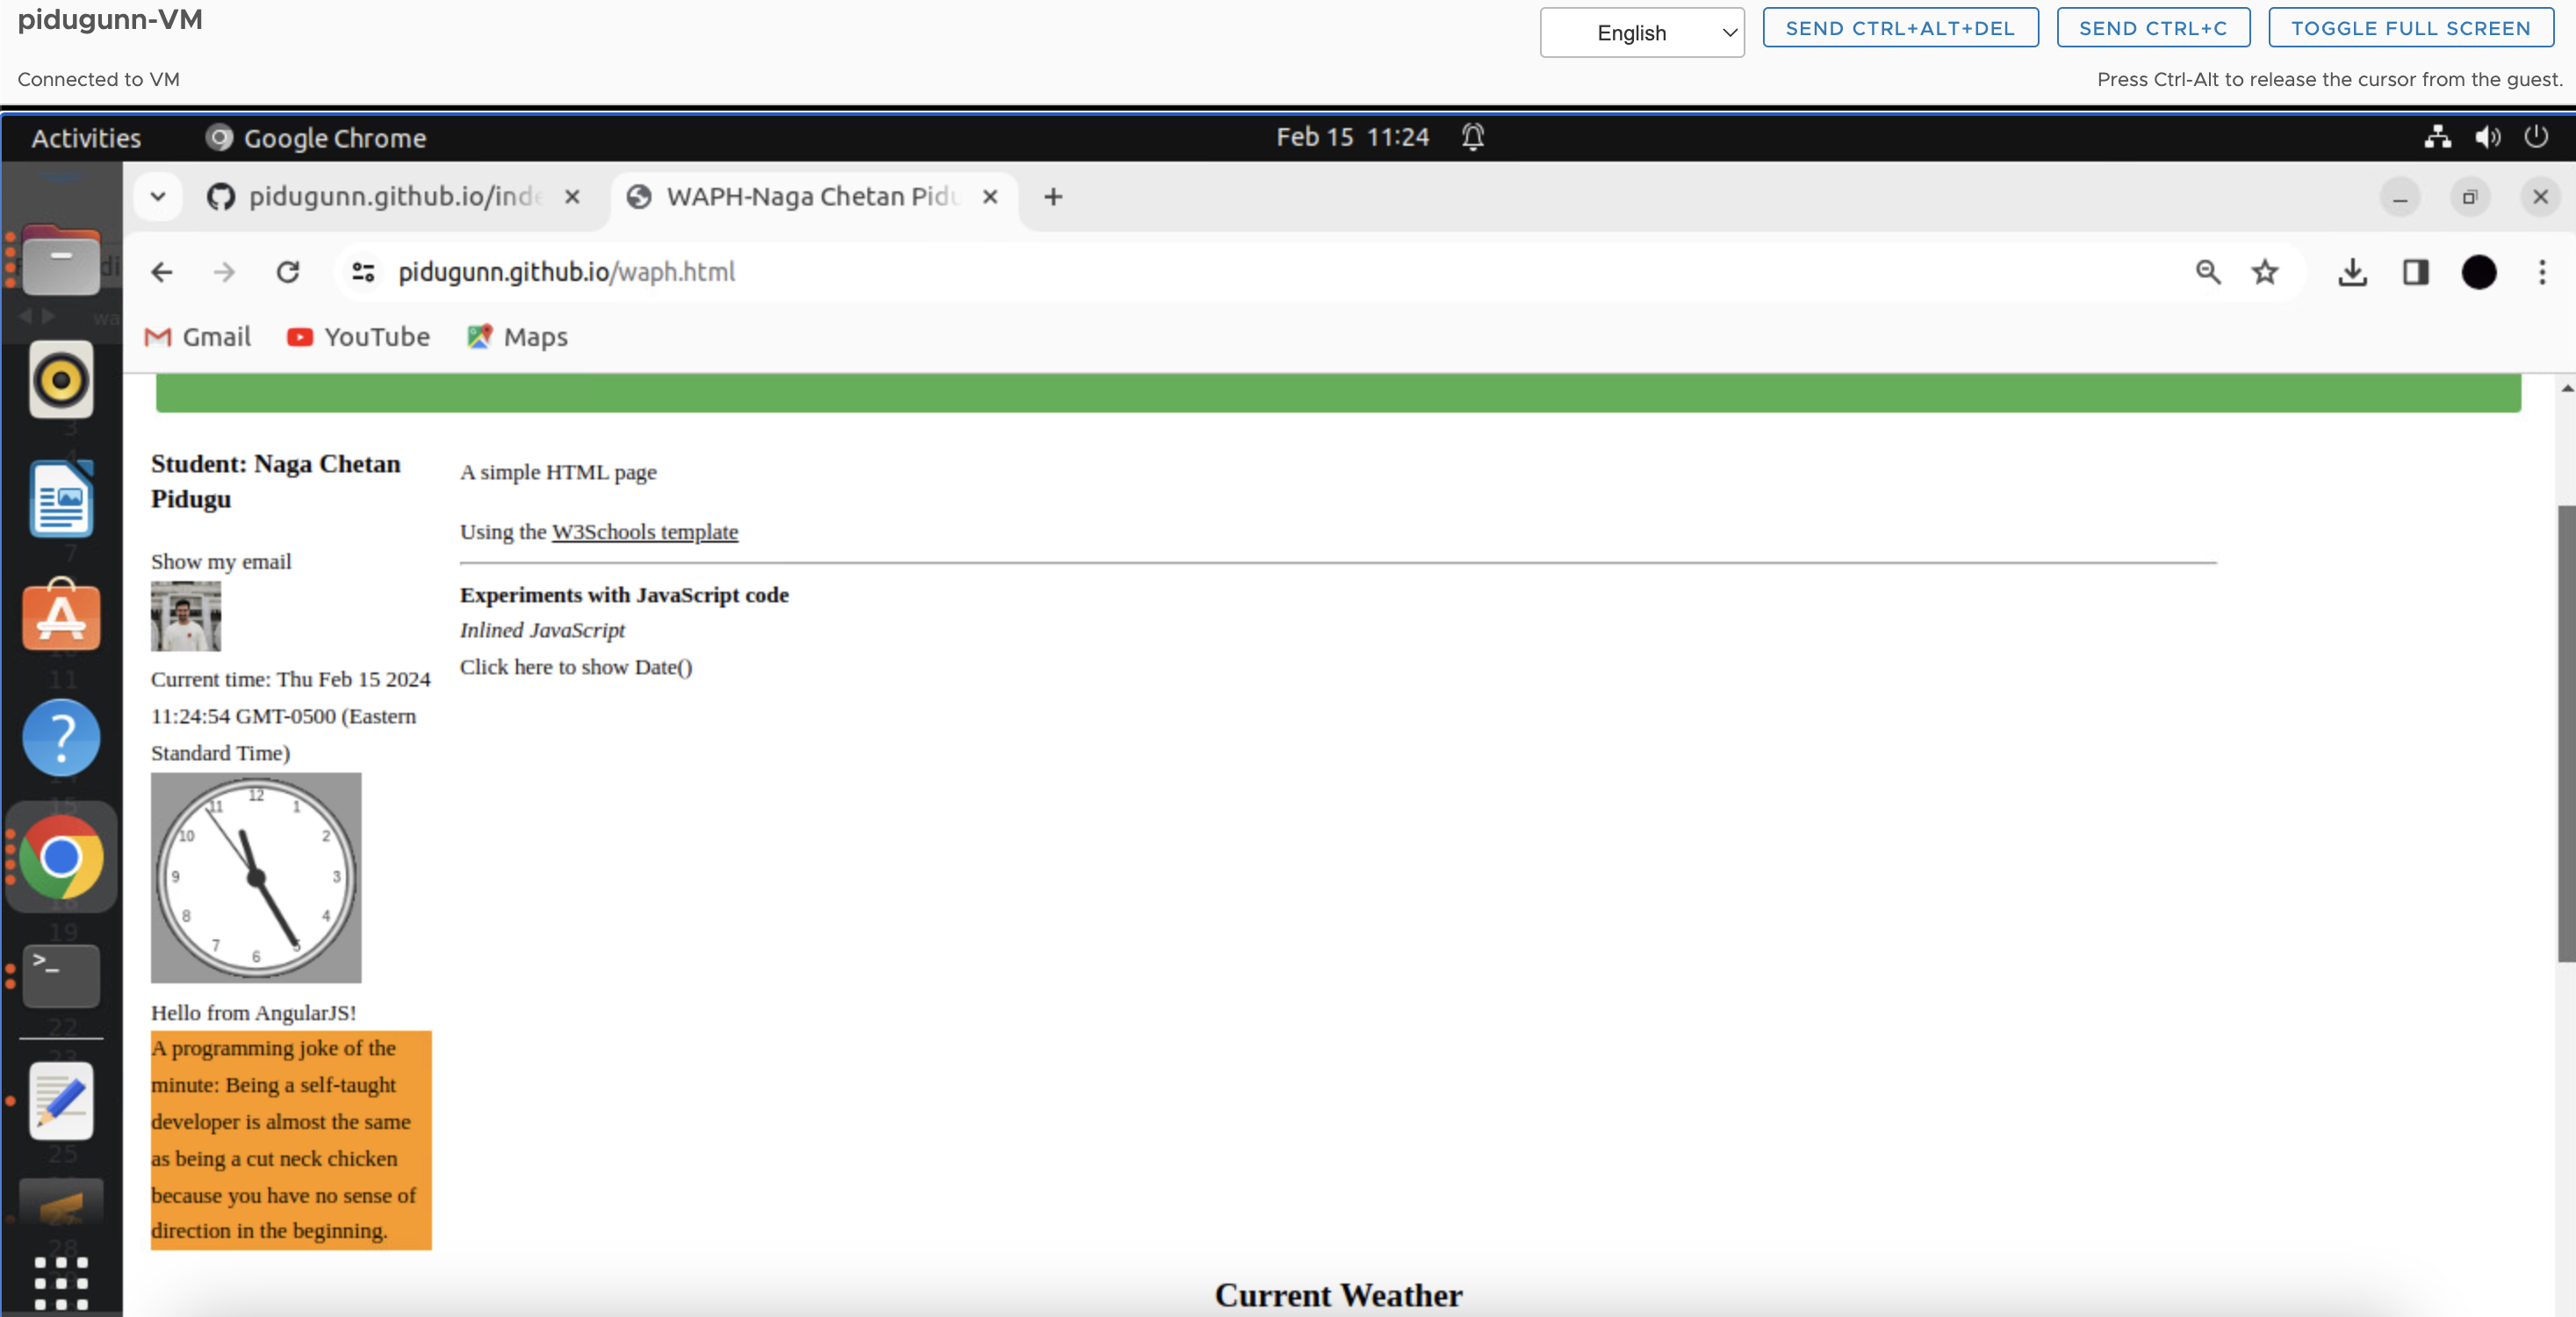 pidugunn-VM
English
SEND CTRL+ALT+DEL
SEND CTRL+C
TOGGLE FULL SCREEN
Connected to VM
Press Ctrl-Alt to release the cursor from the guest.
Activities
Google Chrome
Feb 15 11:24
pidugunn.github.io/inde
WAPH-Naga Chetan Pidu
pidugunn.github.io/waph.html
Gmail
YouTube
Maps
Student: Naga Chetan
Pidugu
Show my email
Current time: Thu Feb 15 2024
11:24:54 GMT-0500 (Eastern
Standard Time)
12
1
2
3
4
5
6
7
8
9
10
11
Hello from AngularJS!
A programming joke of the
minute: Being a self-taught
developer is almost the same
as being a cut neck chicken
because you have no sense of
direction in the beginning.
A simple HTML page
Using the W3Schools template
Experiments with JavaScript code
Inlined JavaScript
Click here to show Date()
Current Weather